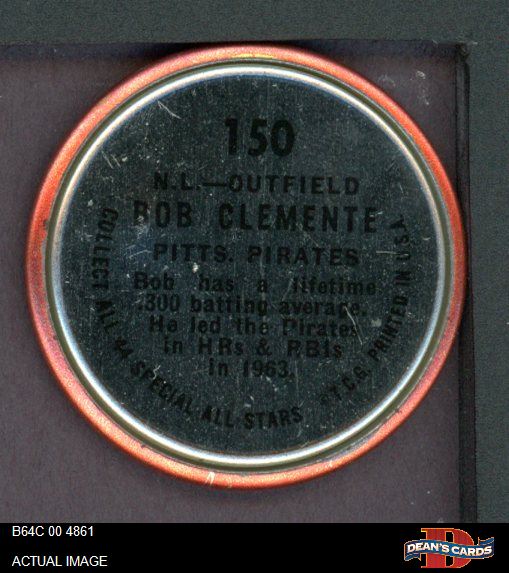 150
N.L.—OUTFIELD
BOB CLEMENTE
PITTS. PIRATES
Bob has a lifetime
.300 batting average.
He led the Pirates
in HRs & RBIs
in 1963.
COLLECT ALL 44 SPECIAL ALL STARS ©T.C.G. PRINTED IN U.S.A.
B64C 00 4861
ACTUAL IMAGE
DEAN'S CARDS